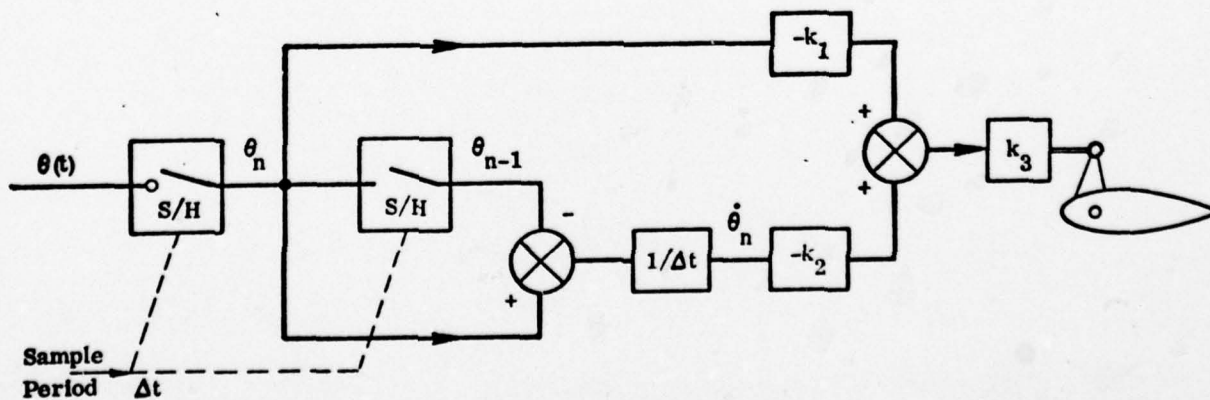 -k₁
+
θ(t)
S/H
θₙ
S/H
θₙ₋₁
-
+
1/Δt
θ̇ₙ
-k₂
+
k₃
Sample
Period Δt